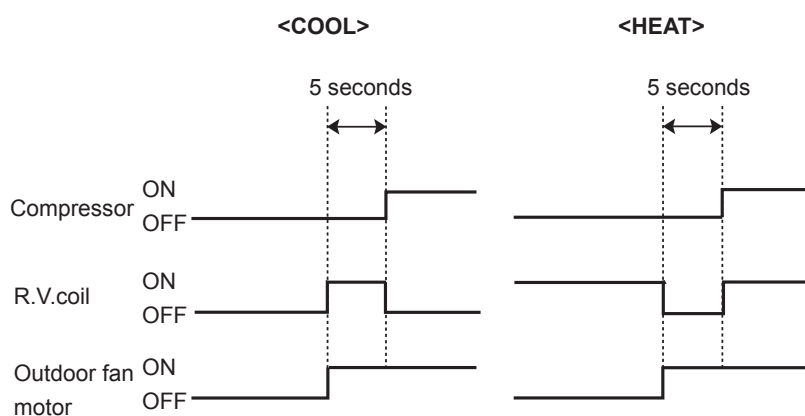 <COOL>
<HEAT>
5 seconds
5 seconds
Compressor
ON
OFF
R.V.coil
ON
OFF
Outdoor fan
motor
ON
OFF